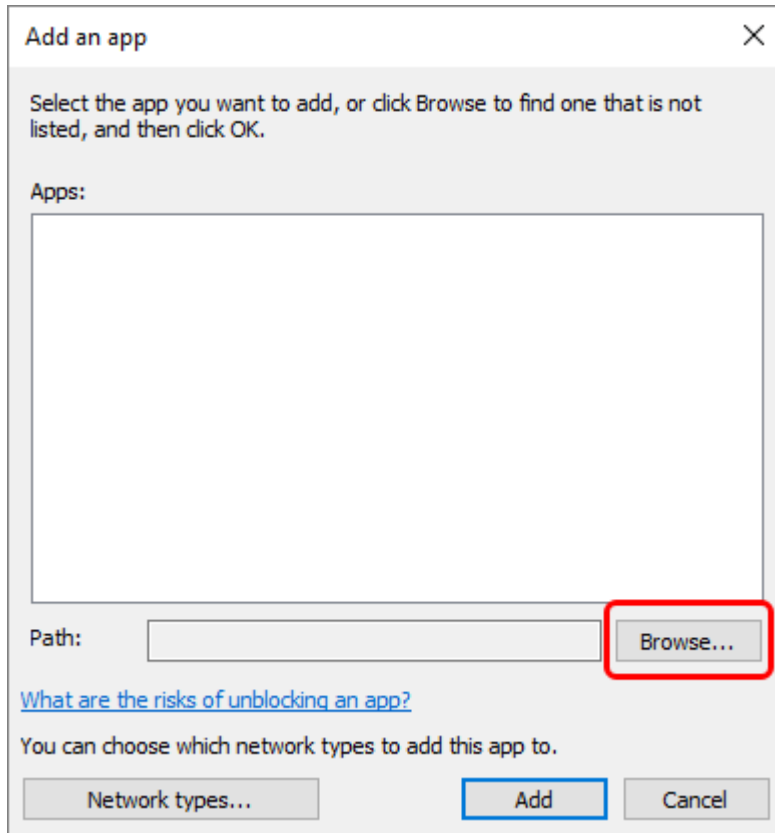 Add an app
Select the app you want to add, or click Browse to find one that is not
listed, and then click OK.
Apps:
Path:
Browse...
What are the risks of unblocking an app?
You can choose which network types to add this app to.
Network types...
Add
Cancel